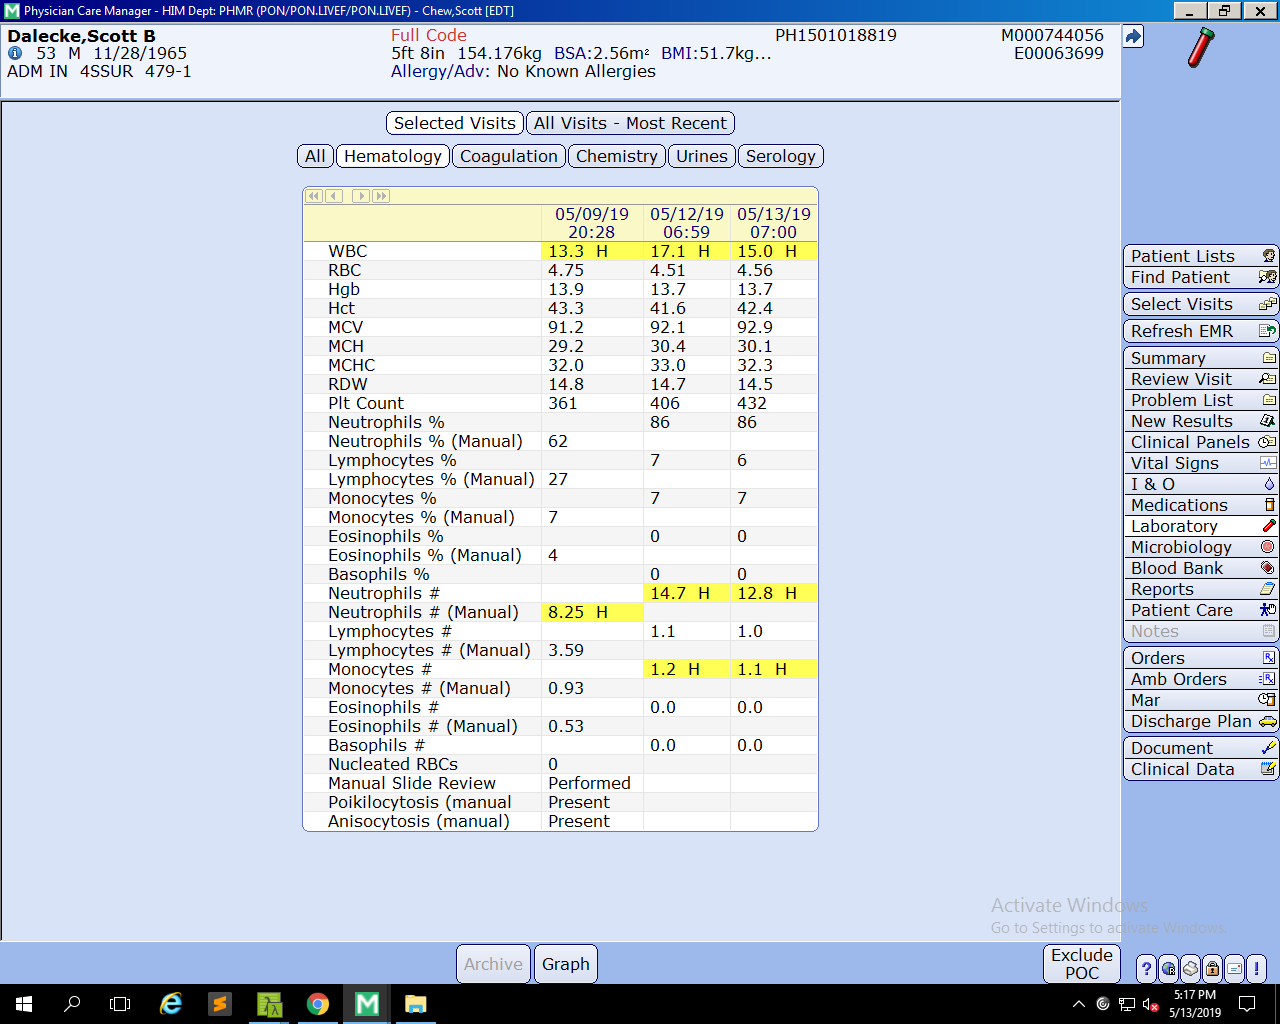 Physician Care Manager - HIM Dept: PHMR (PON/PON.LIVEF/PON.LIVEF) - Chew,Scott [EDT]
Dalecke,Scott B
53 M 11/28/1965
ADM IN 4SSUR 479-1
Full Code
5ft 8in 154.176kg BSA:2.56m² BMI:51.7kg...
Allergy/Adv: No Known Allergies
PH1501018819
M000744056
E00063699
Selected Visits All Visits - Most Recent
All Hematology Coagulation Chemistry Urines Serology
05/09/19 05/12/19 05/13/19
20:28 06:59 07:00
WBC 13.3 H 17.1 H 15.0 H
RBC 4.75 4.51 4.56
Hgb 13.9 13.7 13.7
Hct 43.3 41.6 42.4
MCV 91.2 92.1 92.9
MCH 29.2 30.4 30.1
MCHC 32.0 33.0 32.3
RDW 14.8 14.7 14.5
Plt Count 361 406 432
Neutrophils % 86 86
Neutrophils % (Manual) 62
Lymphocytes % 7 6
Lymphocytes % (Manual) 27
Monocytes % 7 7
Monocytes % (Manual) 7
Eosinophils % 0 0
Eosinophils % (Manual) 4
Basophils % 0 0
Neutrophils # 14.7 H 12.8 H
Neutrophils # (Manual) 8.25 H
Lymphocytes # 1.1 1.0
Lymphocytes # (Manual) 3.59
Monocytes # 1.2 H 1.1 H
Monocytes # (Manual) 0.93
Eosinophils # 0.0 0.0
Eosinophils # (Manual) 0.53
Basophils # 0.0 0.0
Nucleated RBCs 0
Manual Slide Review Performed
Poikilocytosis (manual Present
Anisocytosis (manual) Present
Patient Lists
Find Patient
Select Visits
Refresh EMR
Summary
Review Visit
Problem List
New Results
Clinical Panels
Vital Signs
I & O
Medications
Laboratory
Microbiology
Blood Bank
Reports
Patient Care
Notes
Orders
Amb Orders
Mar
Discharge Plan
Document
Clinical Data
Activate Windows
Go to Settings to activate Windows.
Archive Graph
Exclude
POC
5:17 PM
5/13/2019